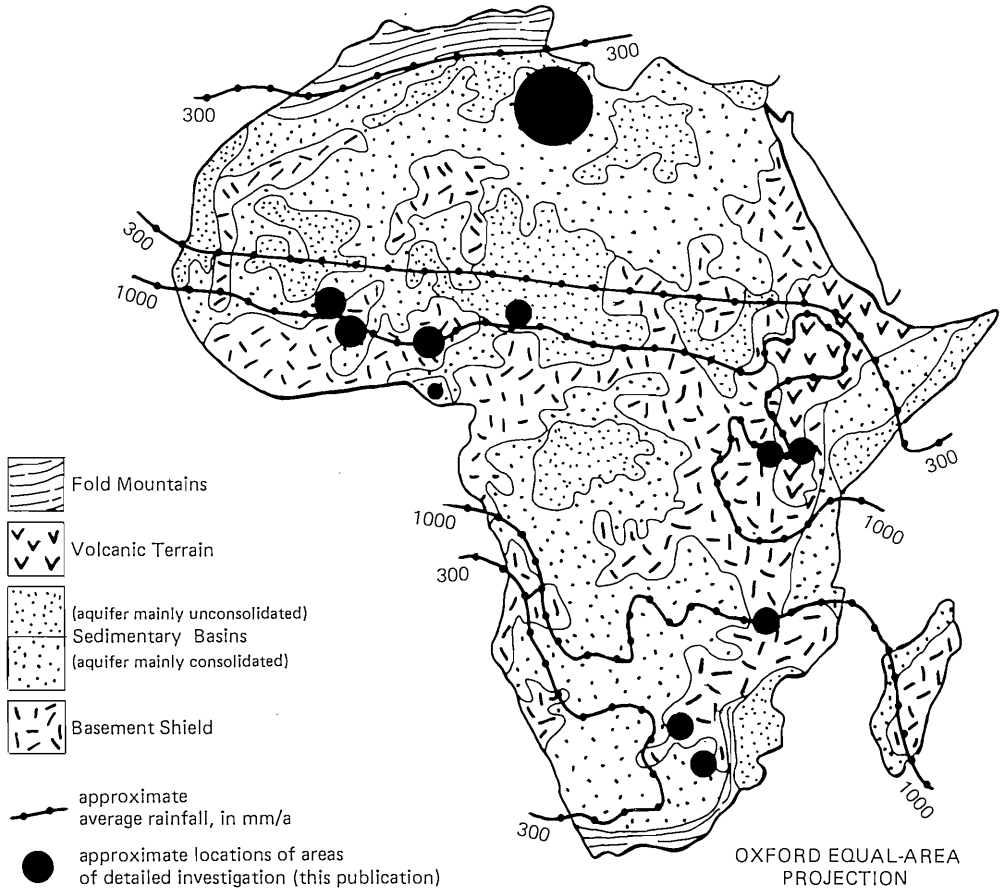 300
300
300
1000
300
1000
1000
300
300
1000
Fold Mountains
Volcanic Terrain
(aquifer mainly unconsolidated)
Sedimentary Basins
(aquifer mainly consolidated)
Basement Shield
approximate
average rainfall, in mm/a
approximate locations of areas
of detailed investigation (this publication)
OXFORD EQUAL-AREA
PROJECTION